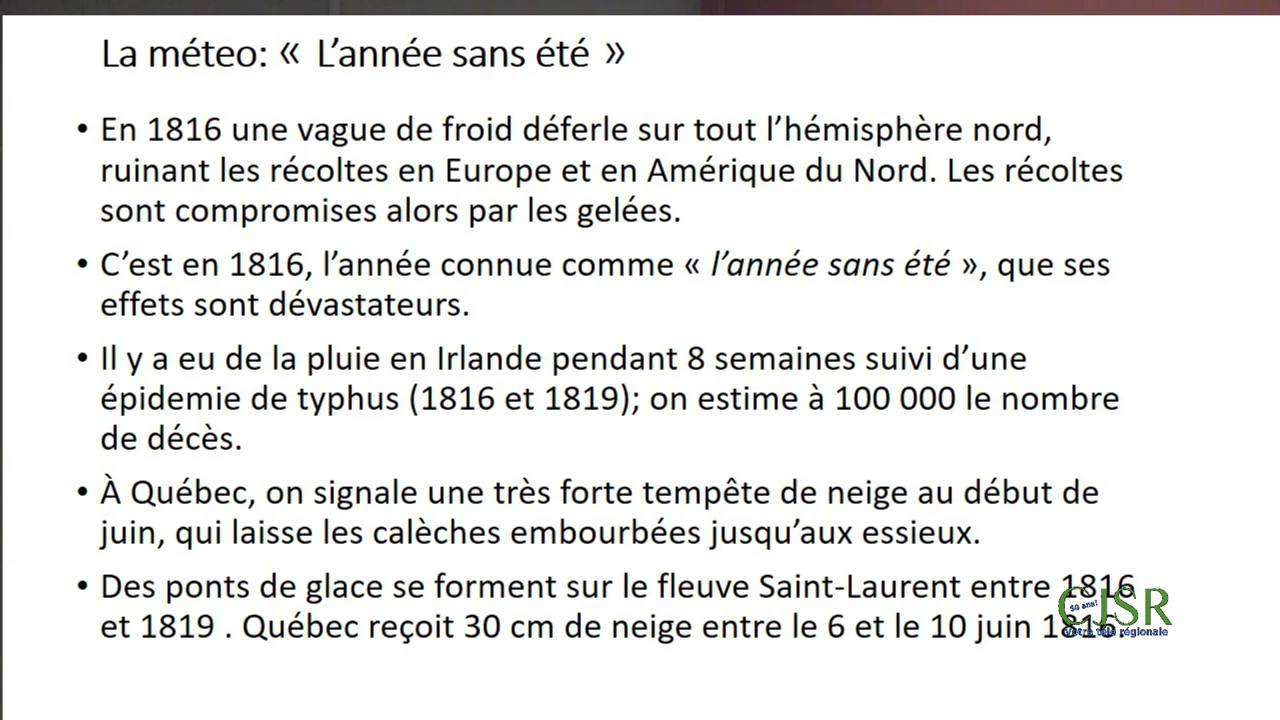 La méteo: « L’année sans été »
• En 1816 une vague de froid déferle sur tout l’hémisphère nord,
ruinant les récoltes en Europe et en Amérique du Nord. Les récoltes
sont compromises alors par les gelées.
• C’est en 1816, l’année connue comme « l’année sans été », que ses
effets sont dévastateurs.
• Il y a eu de la pluie en Irlande pendant 8 semaines suivi d’une
épidemie de typhus (1816 et 1819); on estime à 100 000 le nombre
de décès.
• À Québec, on signale une très forte tempête de neige au début de
juin, qui laisse les calèches embourbées jusqu’aux essieux.
• Des ponts de glace se forment sur le fleuve Saint-Laurent entre 1816
et 1819 . Québec reçoit 30 cm de neige entre le 6 et le 10 juin 1816.
50 ans!
CJSR
Votre télé régionale